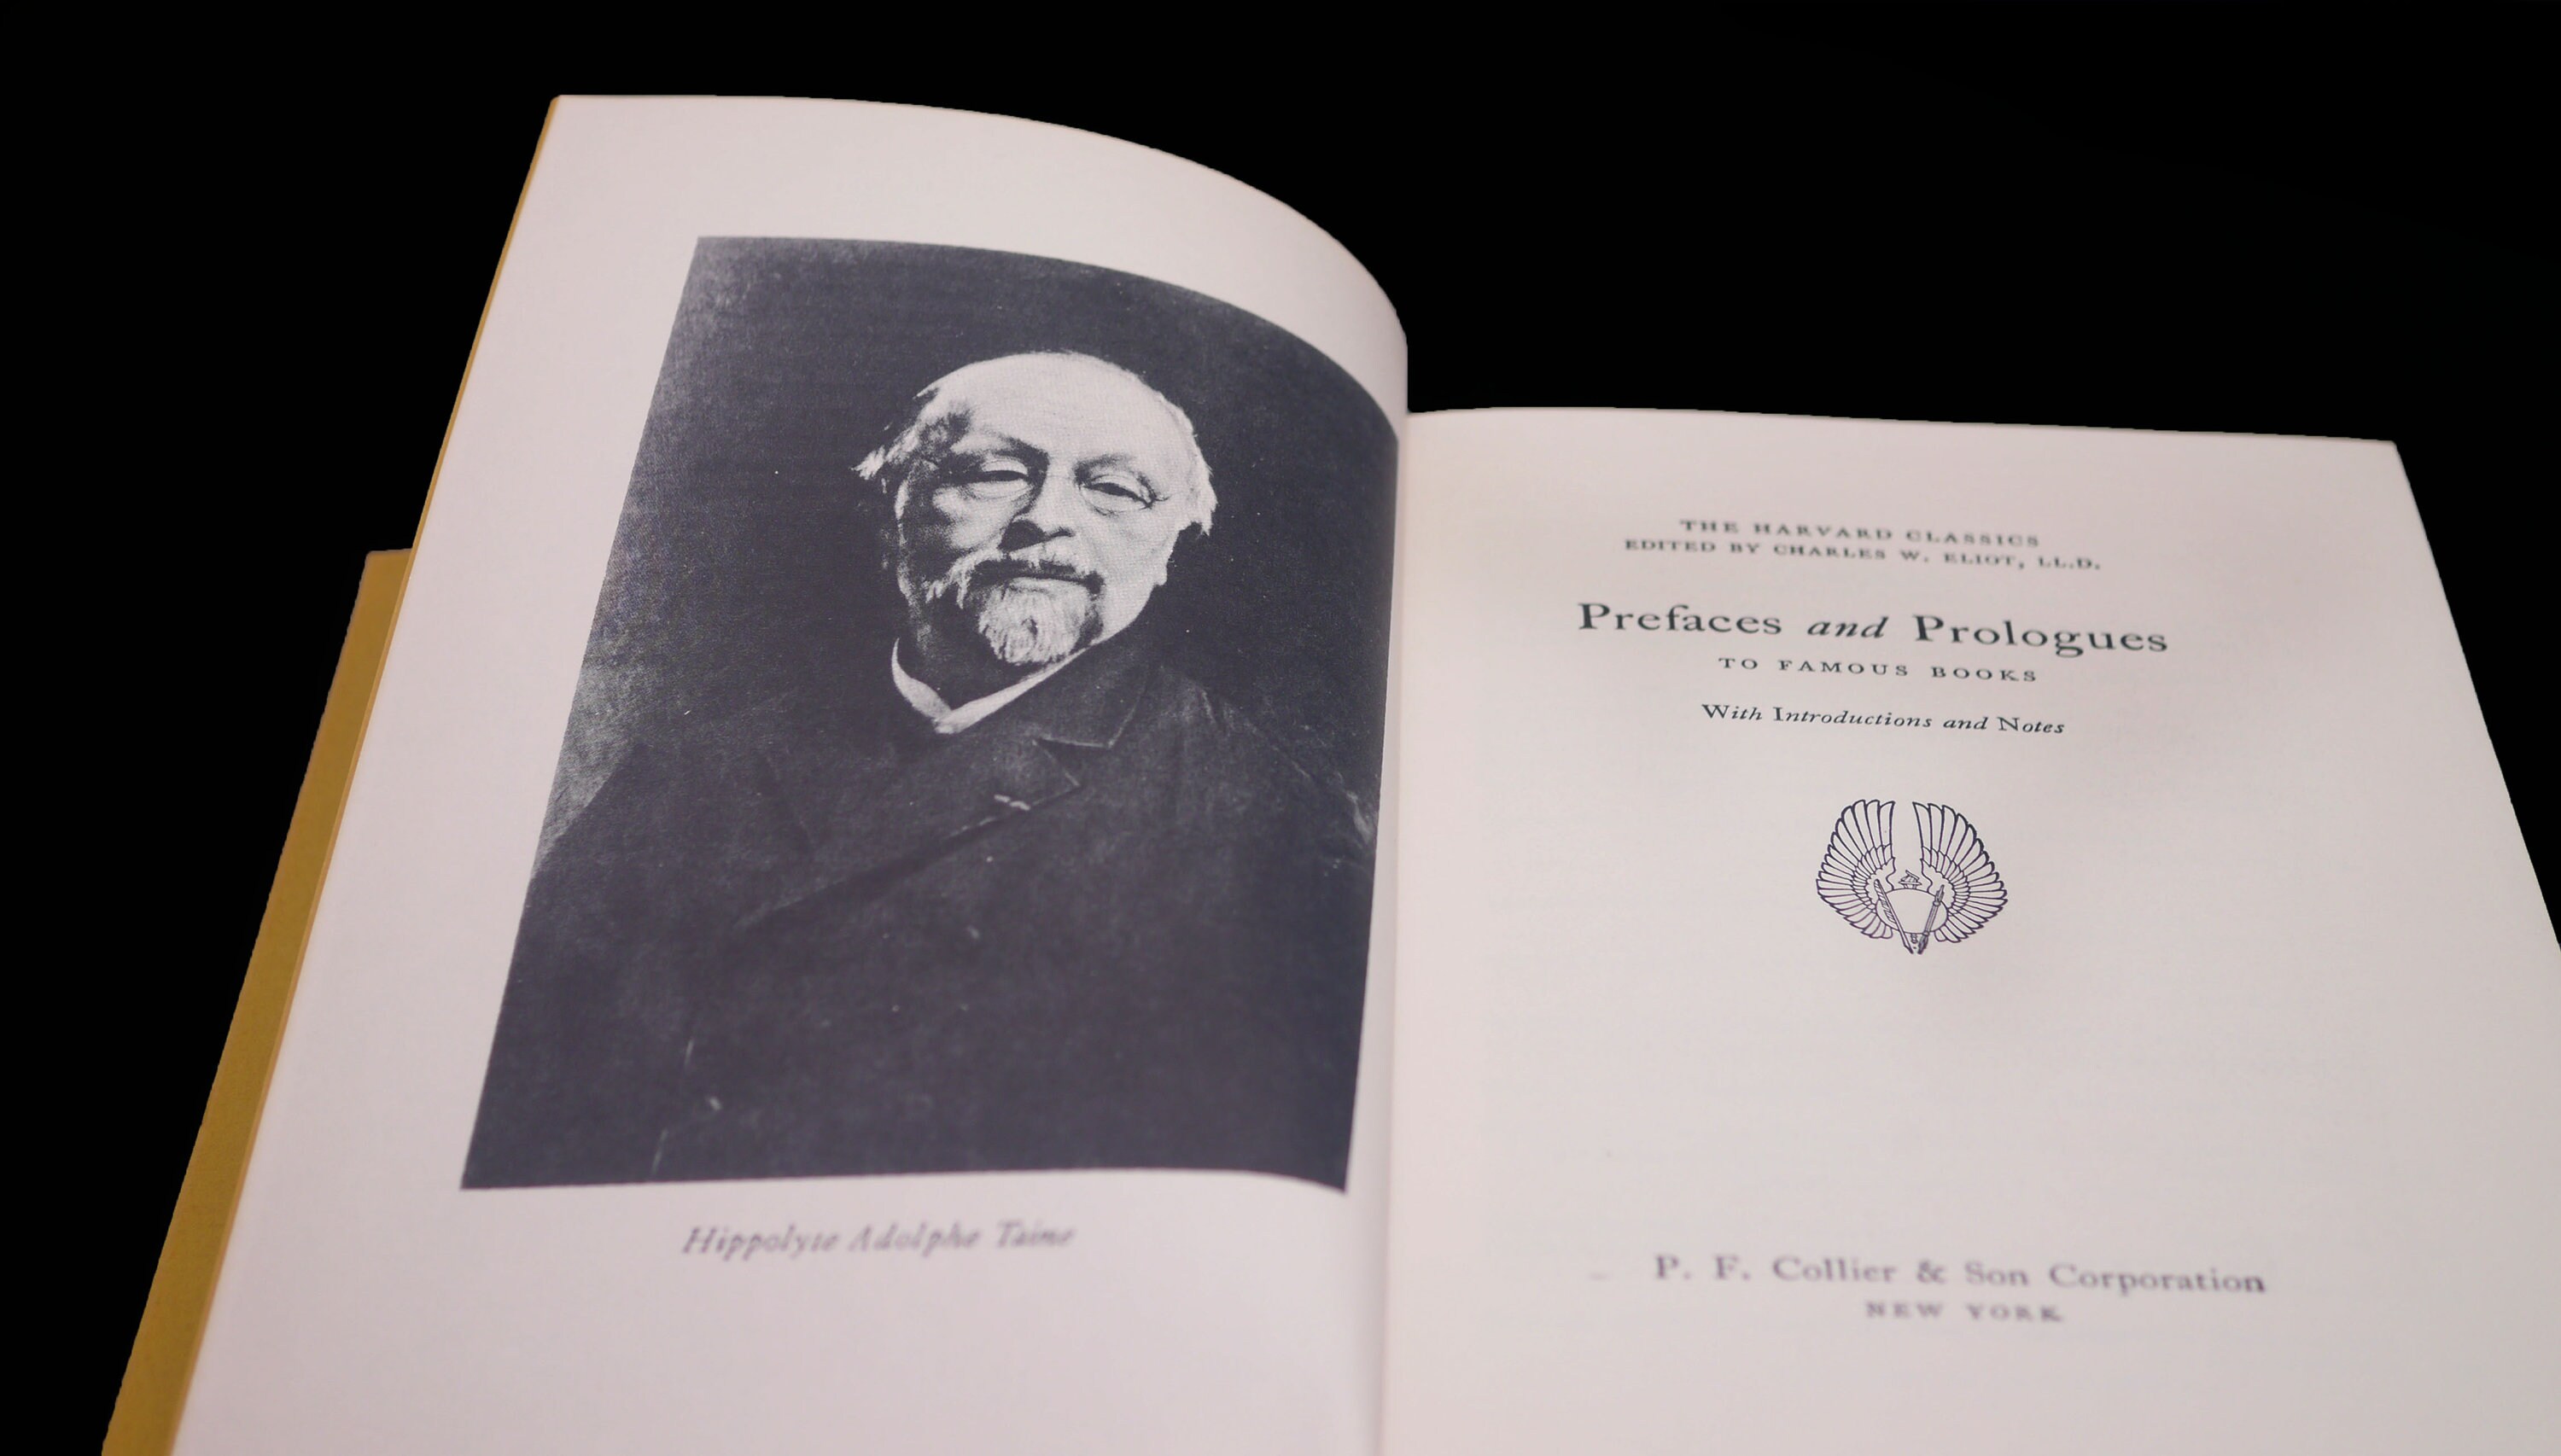 Hippolyte Adolphe Taine
THE HARVARD CLASSICS
EDITED BY CHARLES W. ELIOT, LL.D.
Prefaces and Prologues
TO FAMOUS BOOKS
With Introductions and Notes
P. F. Collier & Son Corporation
NEW YORK